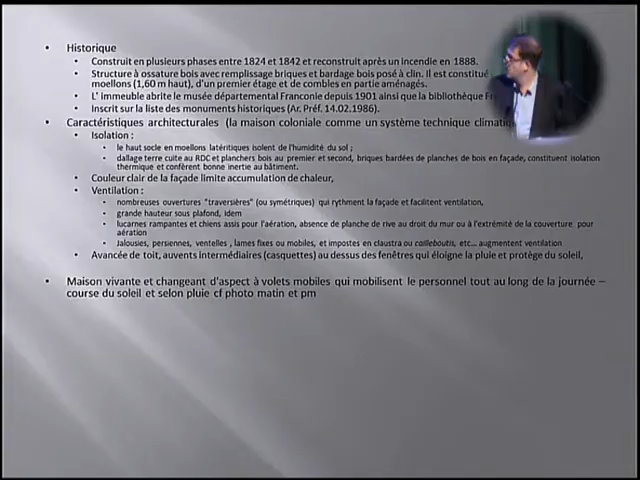 Historique
Construit en plusieurs phases entre 1824 et 1842 et reconstruit après un incendie en 1888.
Structure à ossature bois avec remplissage briques et bardage bois posé à clin. Il est constitué
moellons (1,60 m haut), d'un premier étage et de combles en partie aménagés.
L' immeuble abrite le musée départemental Franconie depuis 1901 ainsi que la bibliothèque
Inscrit sur la liste des monuments historiques (Ar. Préf. 14.02.1986).
Caractéristiques architecturales (la maison coloniale comme un système technique
Isolation :
le haut socle en moellons latéritiques isolent de l'humidité du sol ;
dallage terre cuite au RDC et planchers bois au premier et second, briques bardées de planches de bois en façade, constituent isolation
thermique et confèrent bonne inertie au bâtiment.
Couleur clair de la façade limite accumulation de chaleur,
Ventilation :
nombreuses ouvertures "traversières" (ou symétriques) qui rythment la façade et facilitent ventilation,
grande hauteur sous plafond, idem
lucarnes rampantes et chiens assis pour l'aération, absence de planche de rive au droit du mur ou à l'extrémité de la couverture pour
aération
Jalousies, persiennes, ventelles , lames fixes ou mobiles, et impostes en claustra ou cailleboutis, etc... augmentent ventilation
Avancée de toit, auvents intermédiaires (casquettes) au dessus des fenêtres qui éloigne la pluie et protège du soleil,
Maison vivante et changeant d'aspect à volets mobiles qui mobilisent le personnel tout au long de la journée –
course du soleil et selon pluie cf photo matin et pm